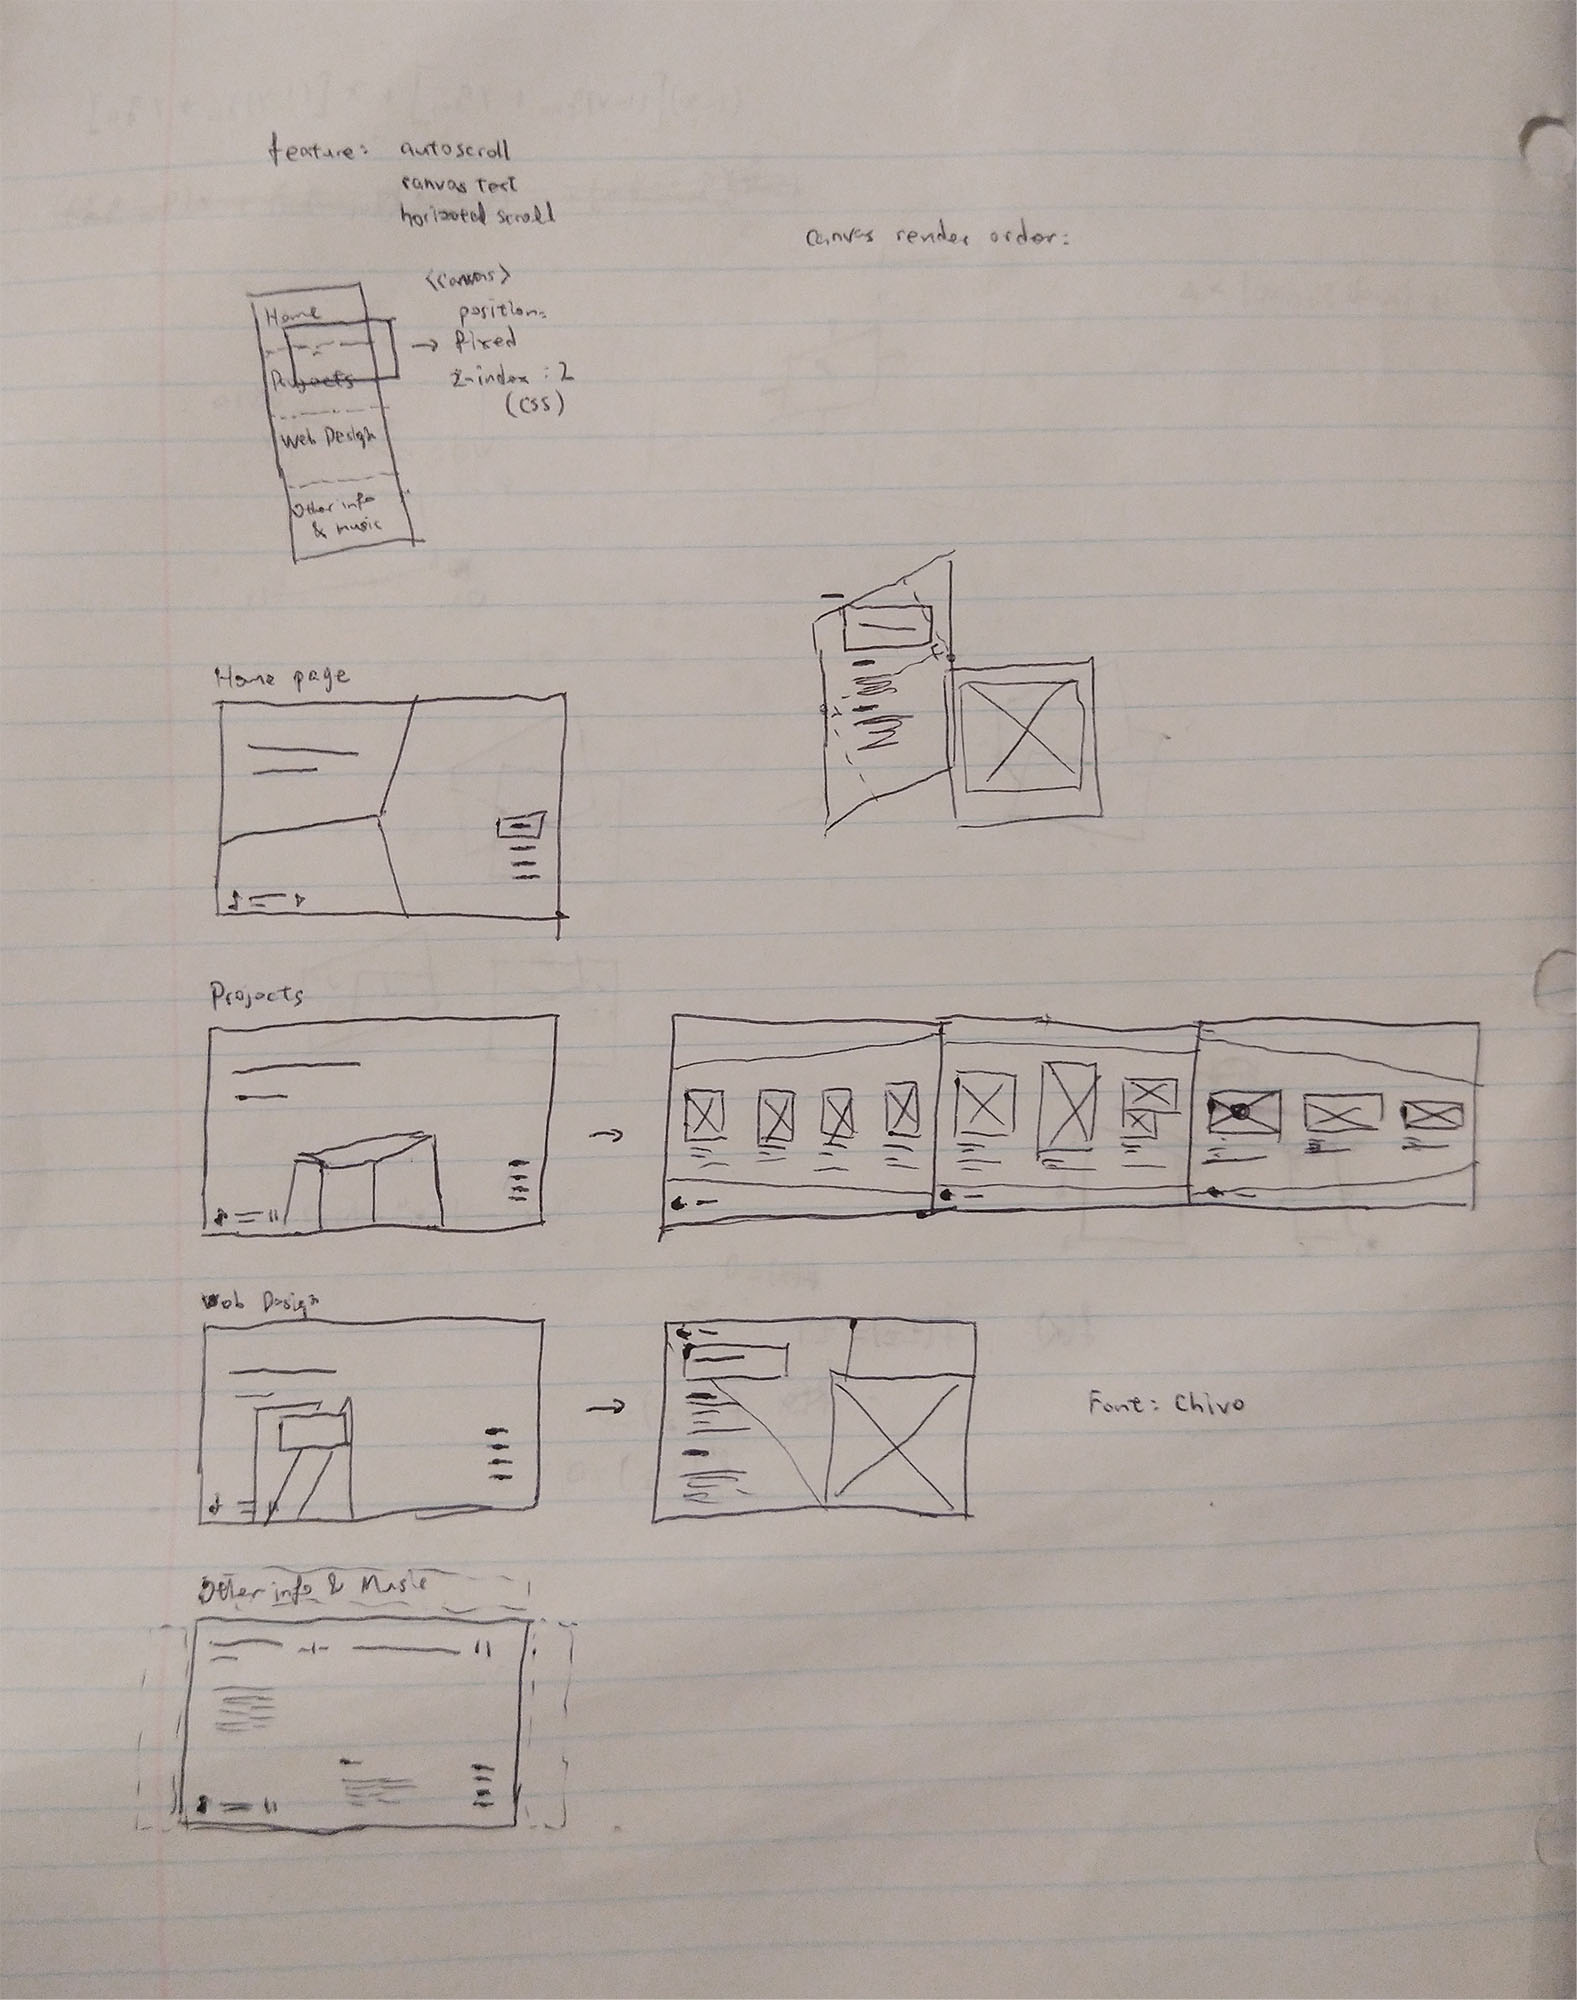 feature: autoscroll
canvas text
horizotal scroll
canvas render order:
<canvas>
position:
fixed
z-index : 2
(CSS)
Home
Projects
Web Design
Other info
& music
Home page
Projects
Web Design
Font: Chivo
Other info & Music